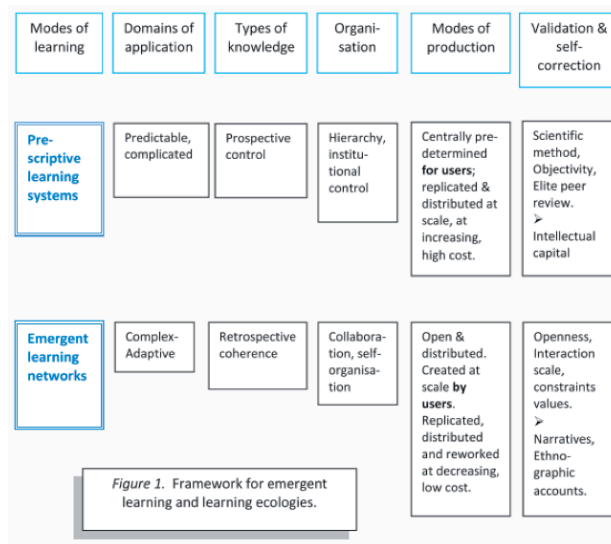 Modes of
learning
Domains of
application
Types of
knowledge
Organi-
sation
Modes of
production
Validation &
self-
correction
Pre-
scriptive
learning
systems
Predictable,
complicated
Prospective
control
Hierarchy,
institu-
tional
control
Centrally pre-
determined
for users;
replicated &
distributed at
scale, at
increasing,
high cost.
Scientific
method,
Objectivity,
Elite peer
review.
➢
Intellectual
capital
Emergent
learning
networks
Complex-
Adaptive
Retrospective
coherence
Collabora-
tion, self-
organisa-
tion
Open &
distributed.
Created at
scale by
users.
Replicated,
distributed
and reworked
at decreasing,
low cost.
Openness,
Interaction
scale,
constraints
values.
➢
Narratives,
Ethno-
graphic
accounts.
Figure 1. Framework for emergent
learning and learning ecologies.